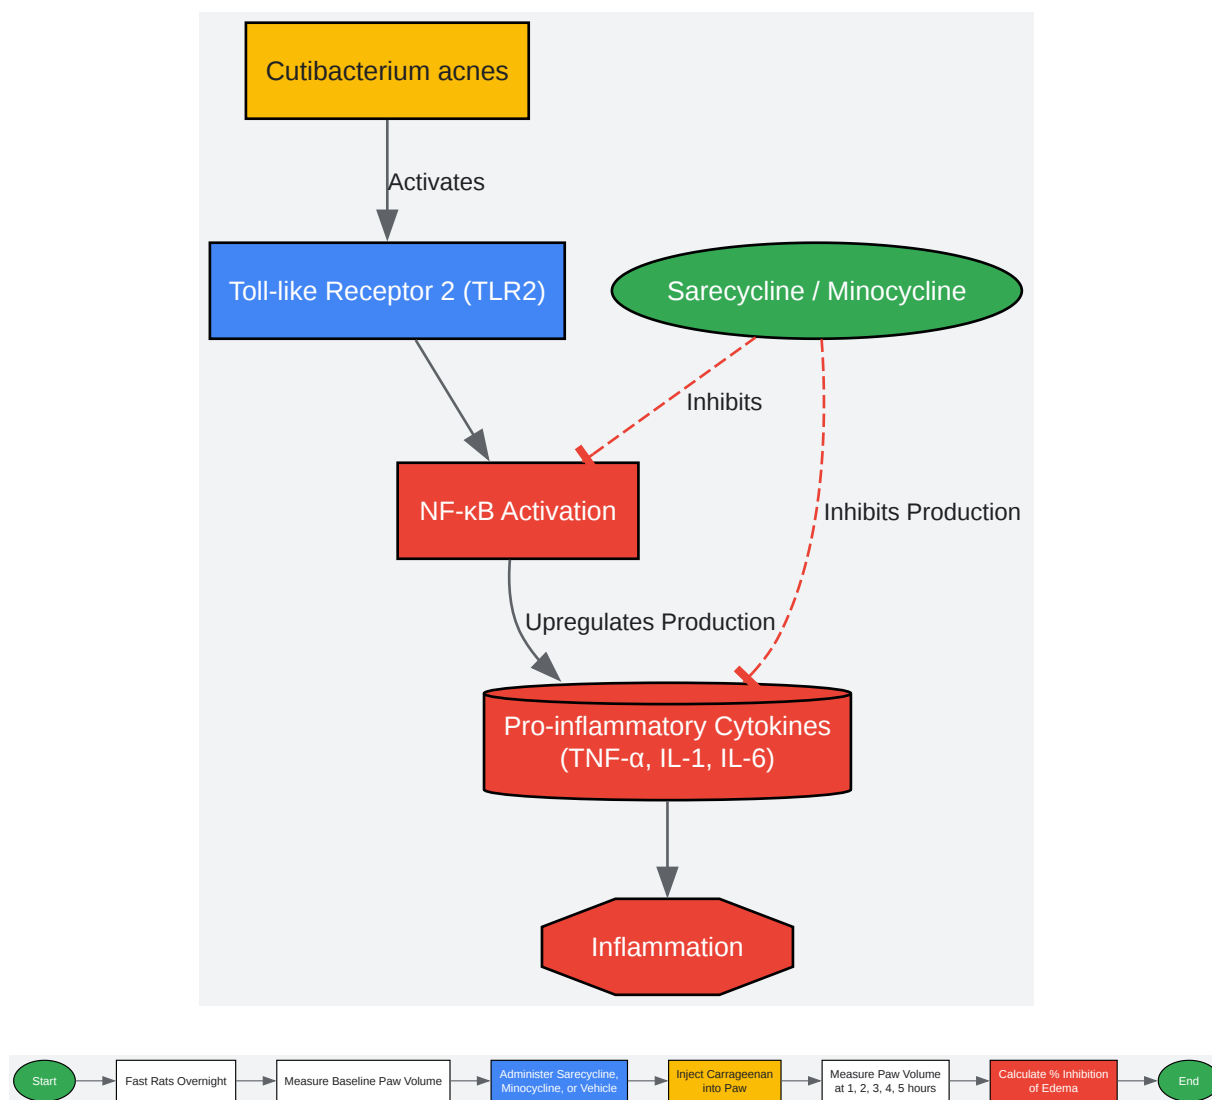 Cutibacterium acnes
Activates
Toll-like Receptor 2 (TLR2)
Sarecycline / Minocycline
Inhibits
NF-κB Activation
Inhibits Production
Upregulates Production
Pro-inflammatory Cytokines
(TNF-α, IL-1, IL-6)
Inflammation
Start
Fast Rats Overnight
Measure Baseline Paw Volume
Administer Sarecycline,
Minocycline, or Vehicle
Inject Carrageenan
into Paw
Measure Paw Volume
at 1, 2, 3, 4, 5 hours
Calculate % Inhibition
of Edema
End